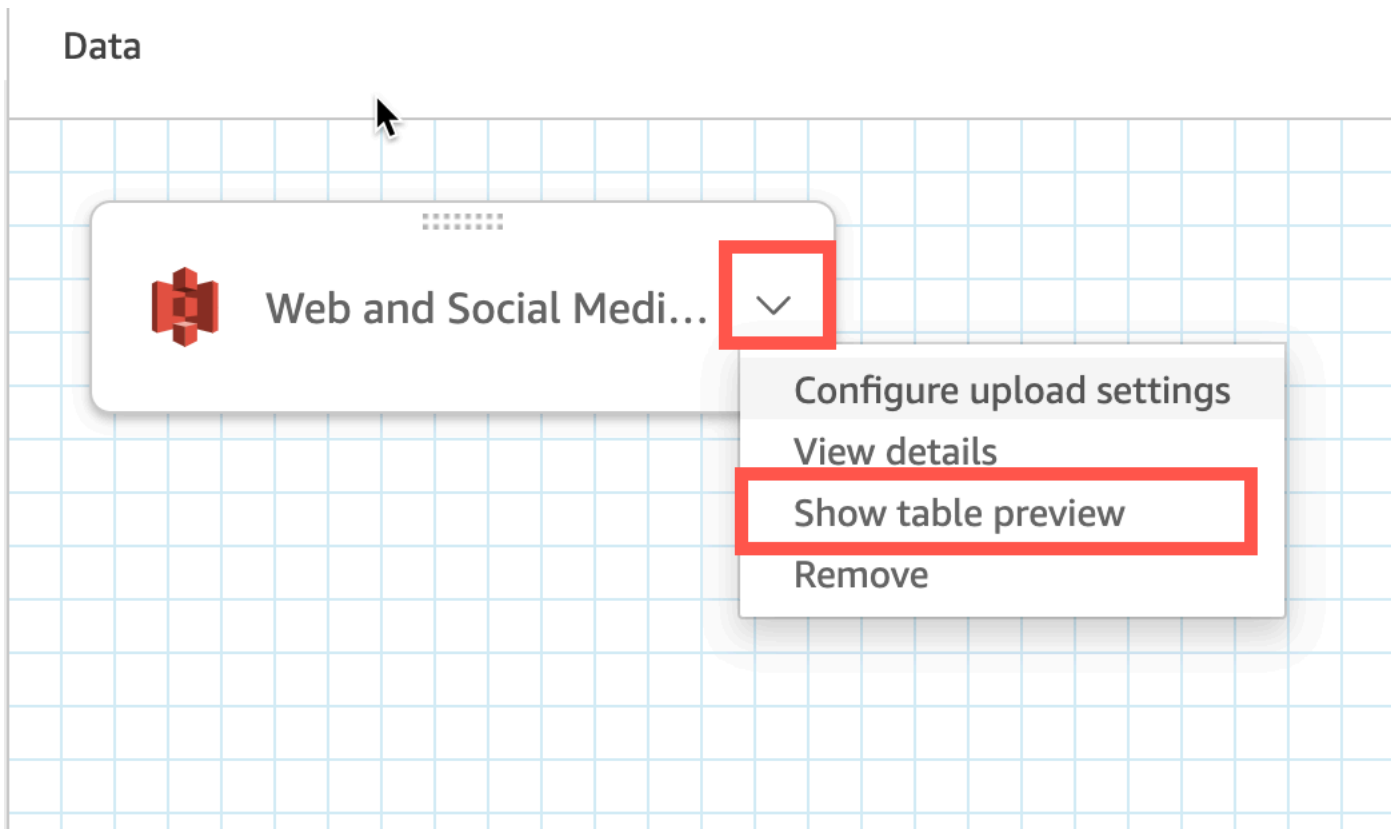 Data
Web and Social Medi...
Configure upload settings
View details
Show table preview
Remove